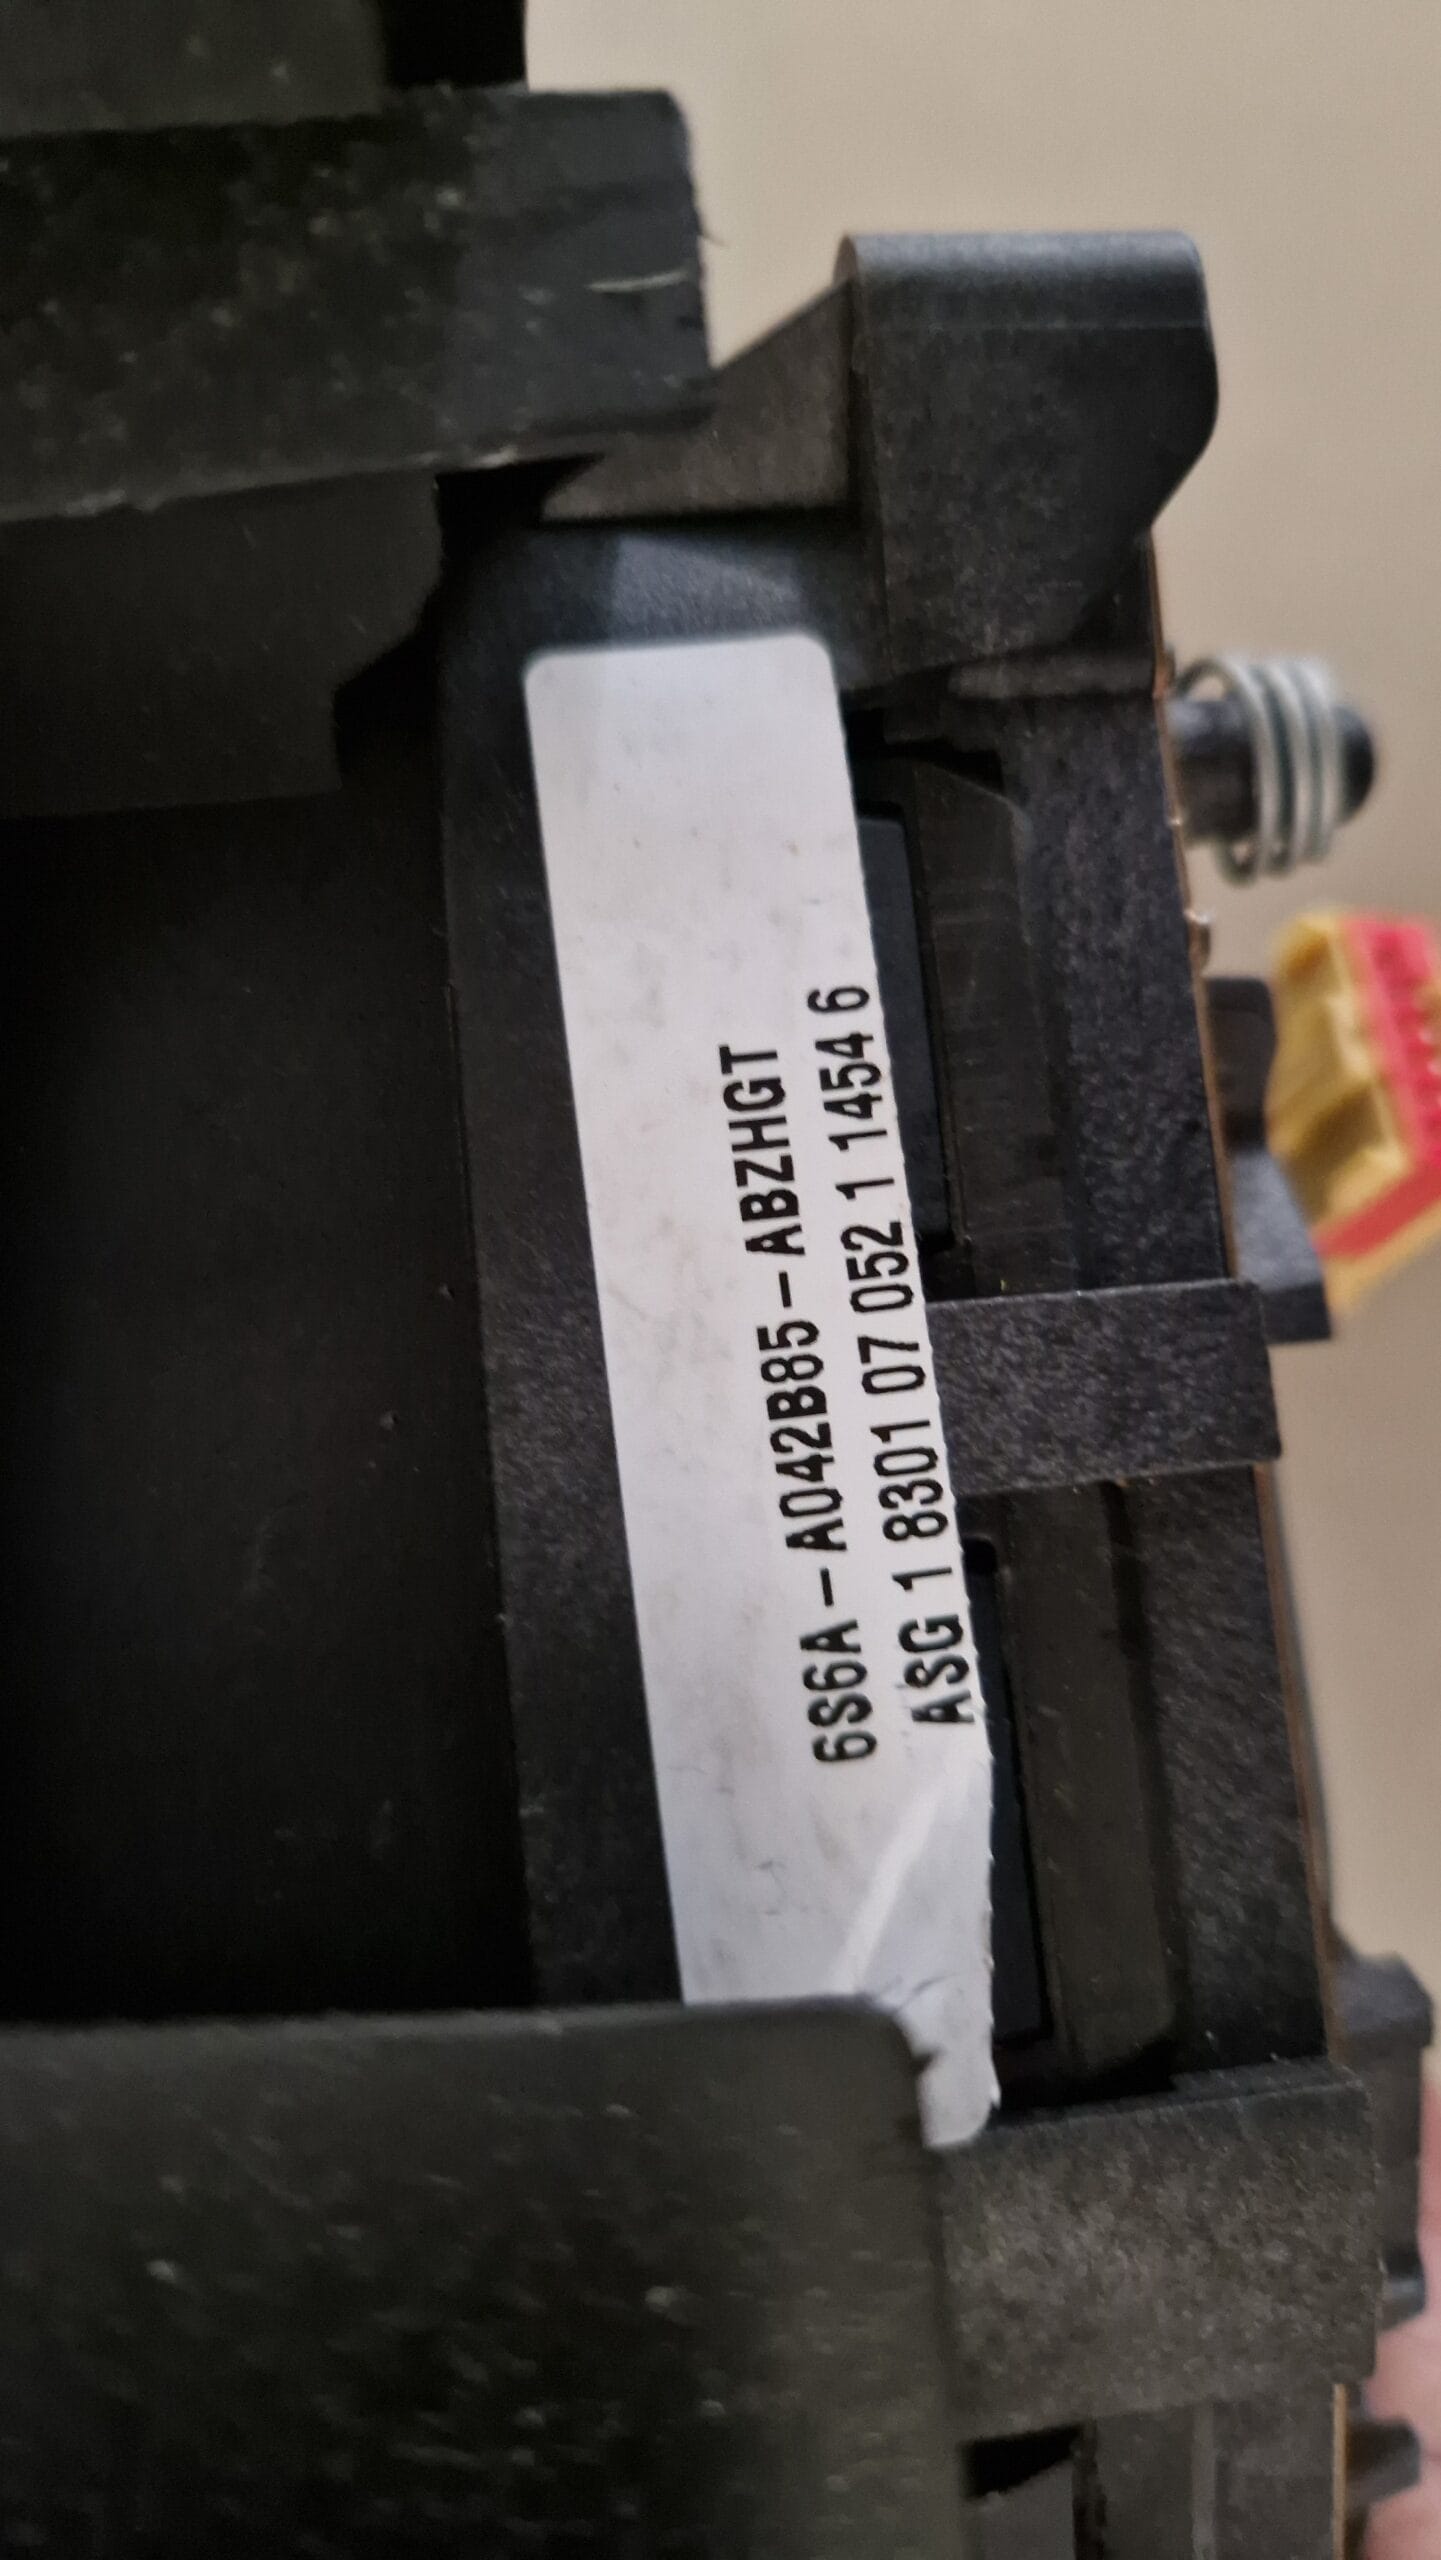 6S6A-A042B85-ABZHGT
ASG 1 8301 07 052 1 1454 6